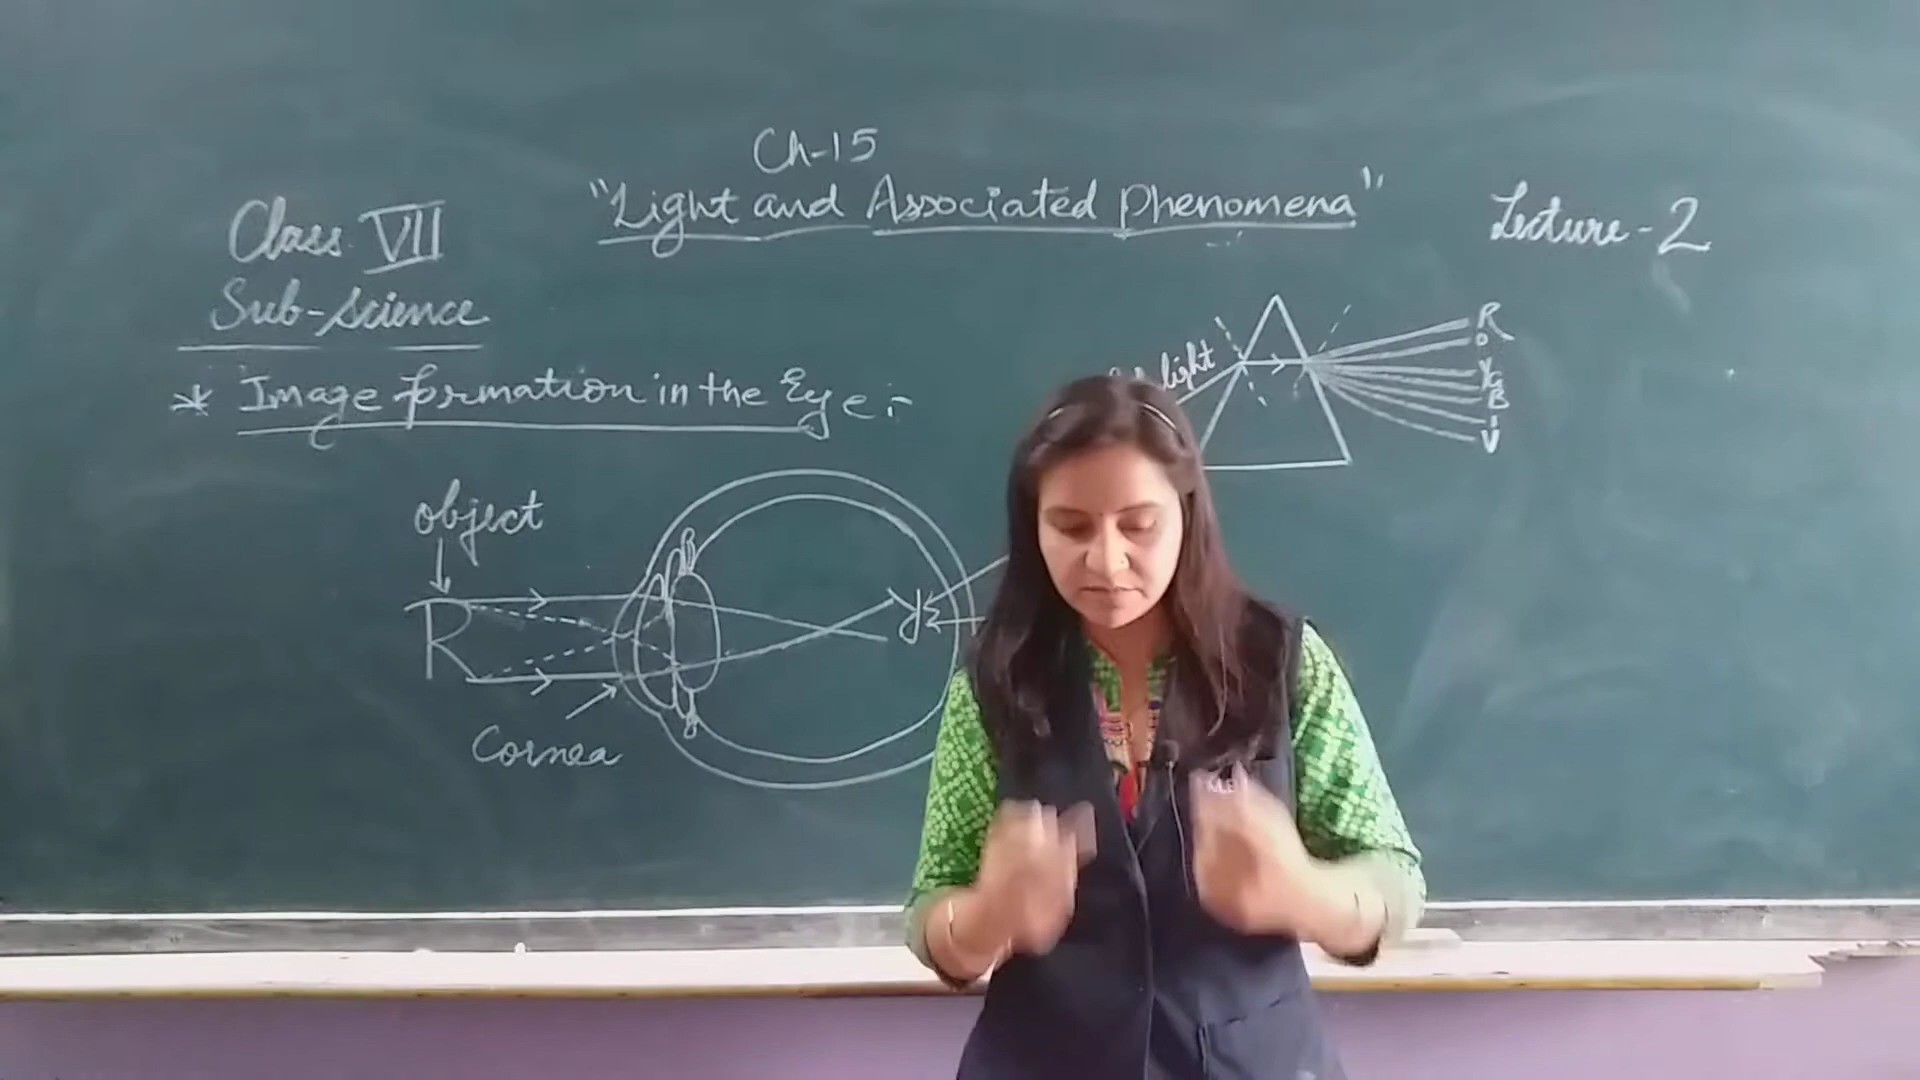 Ch-15
"Light and Associated Phenomena"
Class VII
Lecture-2
Sub-science
* Image formation in the Eye:-
light
R
O
Y
G
B
I
V
object
R
Cornea